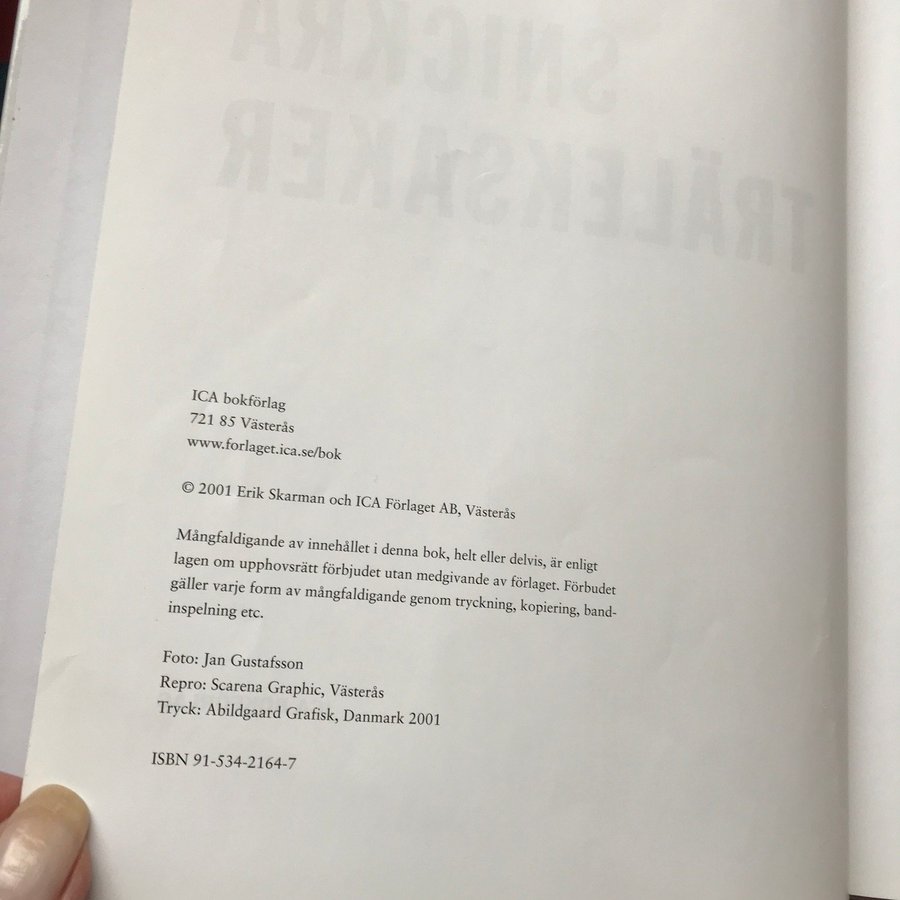 SNICKRA
TRÄLEKSAKER
ICA bokförlag
721 85 Västerås
www.forlaget.ica.se/bok
© 2001 Erik Skarman och ICA Förlaget AB, Västerås
Mångfaldigande av innehållet i denna bok, helt eller delvis, är enligt
lagen om upphovsrätt förbjudet utan medgivande av förlaget. Förbudet
gäller varje form av mångfaldigande genom tryckning, kopiering, band-
inspelning etc.
Foto: Jan Gustafsson
Repro: Scarena Graphic, Västerås
Tryck: Abildgaard Grafisk, Danmark 2001
ISBN 91-534-2164-7